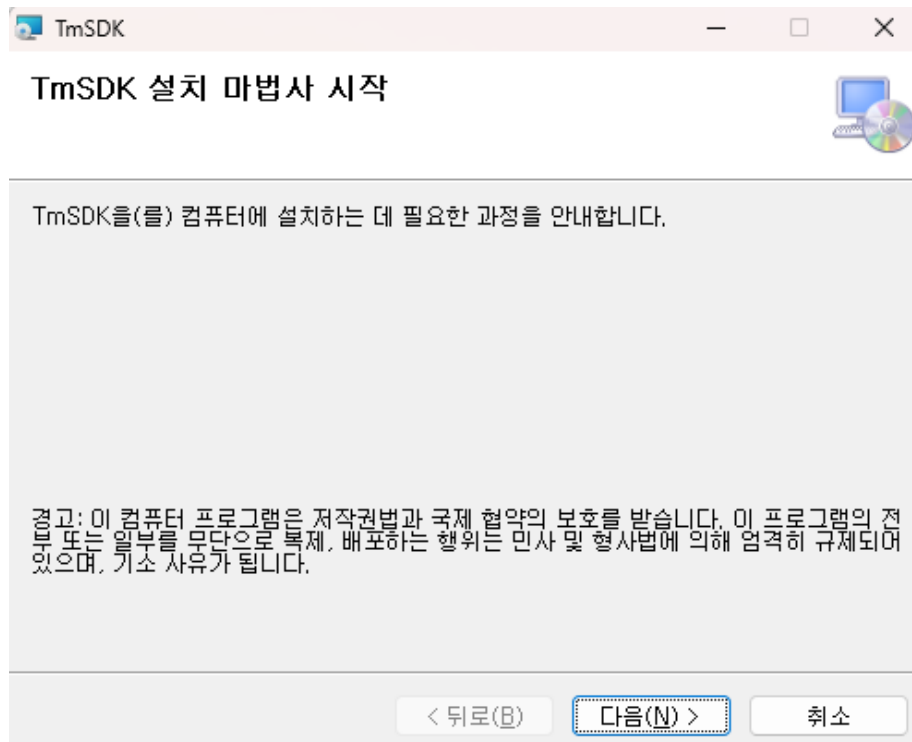 TmSDK
TmSDK 설치 마법사 시작
TmSDK을(를) 컴퓨터에 설치하는 데 필요한 과정을 안내합니다.
경고: 이 컴퓨터 프로그램은 저작권법과 국제 협약의 보호를 받습니다. 이 프로그램의 전
부 또는 일부를 무단으로 복제, 배포하는 행위는 민사 및 형사법에 의해 엄격히 규제되어
있으며, 기소 사유가 됩니다.
< 뒤로(B) 다음(N) > 취소